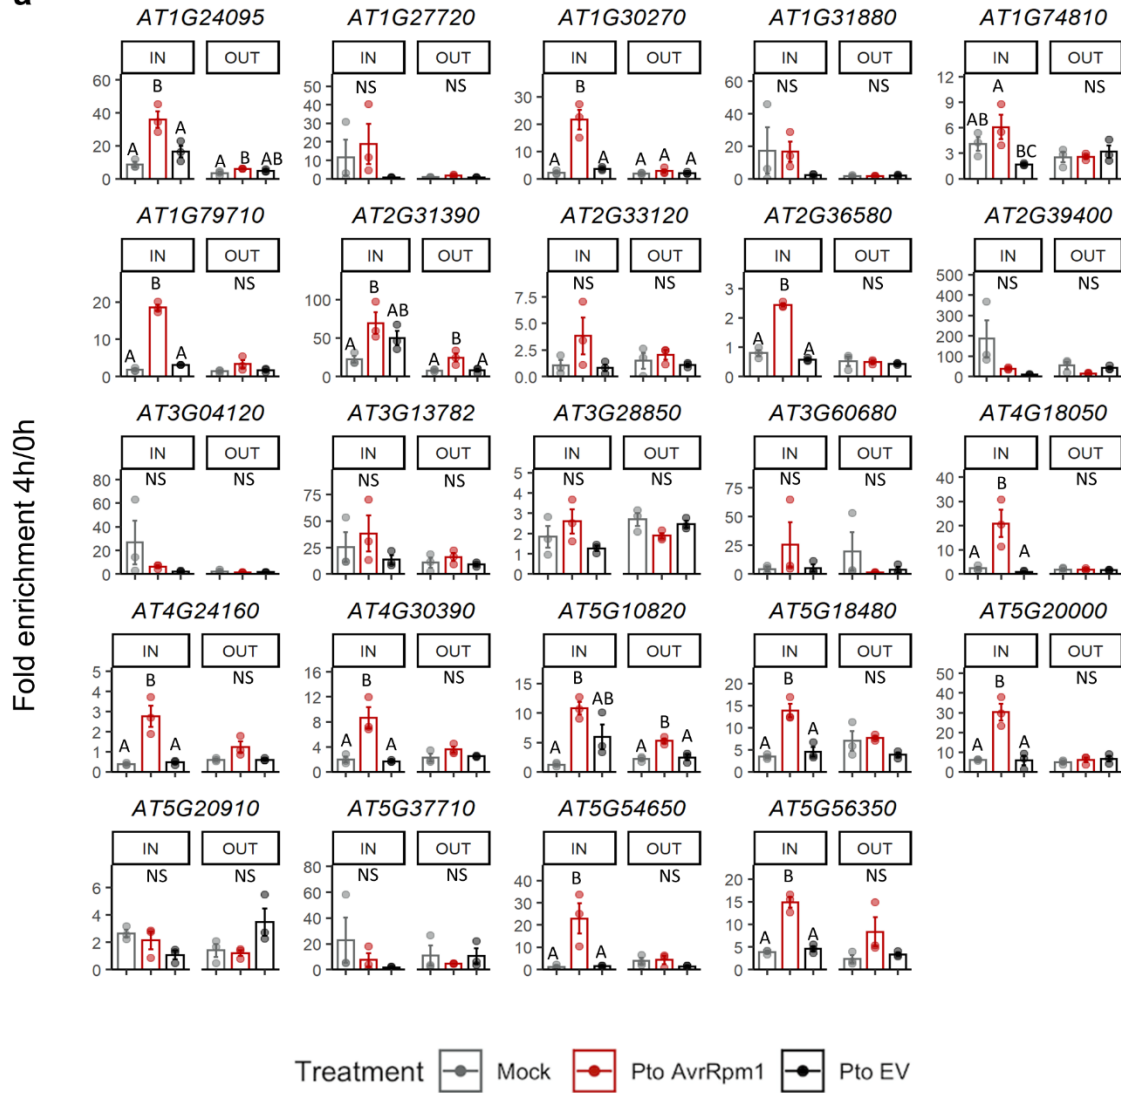 a
AT1G24095 AT1G27720 AT1G30270 AT1G31880 AT1G74810
IN OUT IN OUT IN OUT IN OUT IN OUT
60 40 20 0 A B A A B AB
50 40 30 20 10 0 NS NS
30 20 10 0 A B A A A A
60 40 20 0 NS NS
12 9 6 3 0 AB A BC NS
AT1G79710 AT2G31390 AT2G33120 AT2G36580 AT2G39400
IN OUT IN OUT IN OUT IN OUT IN OUT
20 10 0 A B A NS
100 50 0 A B AB A B A
7.5 5.0 2.5 0.0 NS NS
3 2 1 0 A B A NS
500 400 300 200 100 0 NS NS
AT3G04120 AT3G13782 AT3G28850 AT3G60680 AT4G18050
IN OUT IN OUT IN OUT IN OUT IN OUT
80 60 40 20 0 NS NS
75 50 25 0 NS NS
5 4 3 2 1 0 NS NS
75 50 25 0 NS NS
40 30 20 10 0 A B A NS
AT4G24160 AT4G30390 AT5G10820 AT5G18480 AT5G20000
IN OUT IN OUT IN OUT IN OUT IN OUT
5 4 3 2 1 0 A B A NS
16 12 8 4 0 A B A NS
15 10 5 0 A B AB A B A
20 15 10 5 0 A B A NS
50 40 30 20 10 0 A B A NS
AT5G20910 AT5G37710 AT5G54650 AT5G56350
IN OUT IN OUT IN OUT IN OUT
6 4 2 0 NS NS
80 60 40 20 0 NS NS
40 30 20 10 0 A B A NS
20 15 10 5 0 A B A NS
Fold enrichment 4h/0h
Treatment Mock Pto AvrRpm1 Pto EV